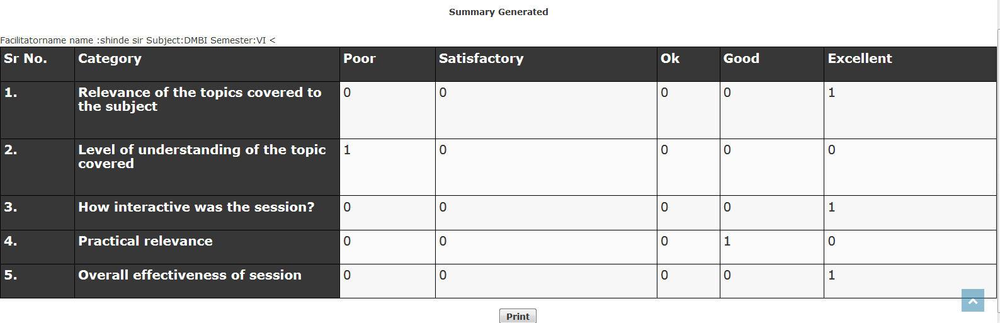 Summary Generated
Facilitatorname name :shinde sir Subject:DMBI Semester:VI <
Sr No. Category Poor Satisfactory Ok Good Excellent
1. Relevance of the topics covered to 0 0 0 0 1
the subject
2. Level of understanding of the topic 1 0 0 0 0
covered
3. How interactive was the session? 0 0 0 0 1
4. Practical relevance 0 0 0 1 0
5. Overall effectiveness of session 0 0 0 0 1
Print